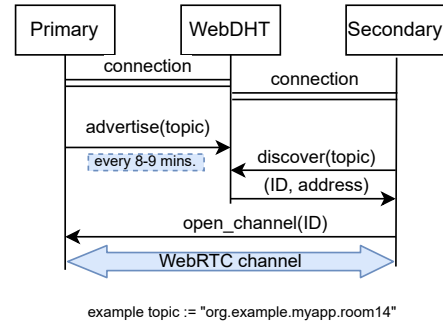 Primary
WebDHT
Secondary
connection
connection
advertise(topic)
every 8-9 mins.
discover(topic)
(ID, address)
open_channel(ID)
WebRTC channel
example topic := "org.example.myapp.room14"